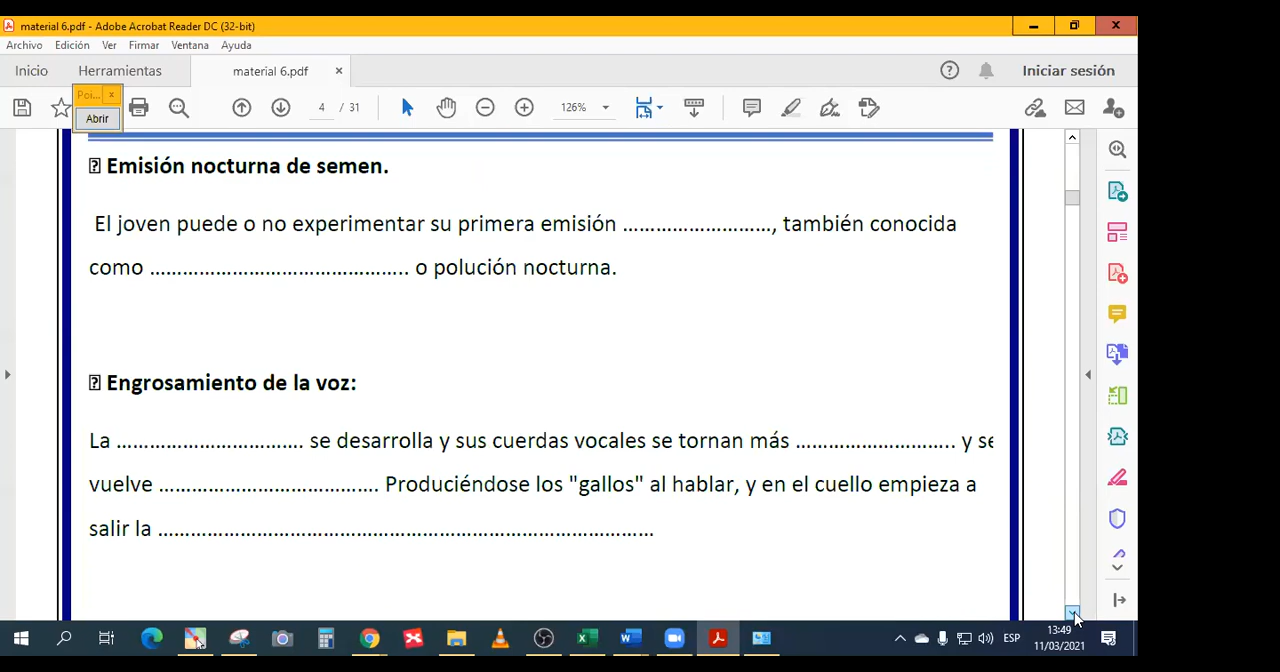 material 6.pdf - Adobe Acrobat Reader DC (32-bit)
Archivo Edición Ver Firmar Ventana Ayuda
Inicio Herramientas material 6.pdf × Iniciar sesión
Poi... x
Abrir
4 / 31 126%
Emisión nocturna de semen.
El joven puede o no experimentar su primera emisión ………………………, también conocida
como ……………………………………….. o polución nocturna.
Engrosamiento de la voz:
La ……………………………. se desarrolla y sus cuerdas vocales se tornan más …………………….. y se
vuelve …………………………………. Produciéndose los "gallos" al hablar, y en el cuello empieza a
salir la ………………………………………………………………………………
ESP
13:49
11/03/2021